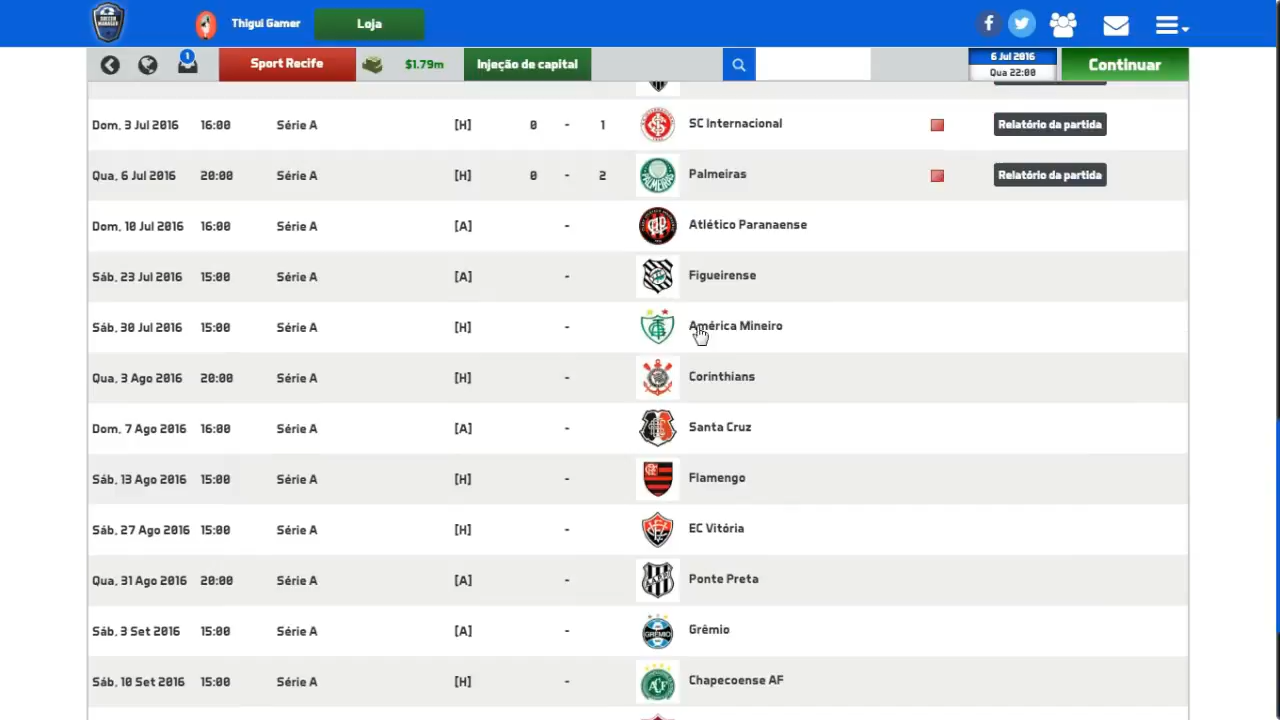 Thigui Gamer Loja
1 Sport Recife $1.79m Injeção de capital 6 Jul 2016 Qua 22:00 Continuar
Dom, 3 Jul 2016 16:00 Série A [H] 0 - 1 SC Internacional Relatório da partida
Qua, 6 Jul 2016 20:00 Série A [H] 0 - 2 Palmeiras Relatório da partida
Dom, 10 Jul 2016 16:00 Série A [A] - Atlético Paranaense
Sáb, 23 Jul 2016 15:00 Série A [A] - Figueirense
Sáb, 30 Jul 2016 15:00 Série A [H] - América Mineiro
Qua, 3 Ago 2016 20:00 Série A [H] - Corinthians
Dom, 7 Ago 2016 16:00 Série A [A] - Santa Cruz
Sáb, 13 Ago 2016 15:00 Série A [H] - Flamengo
Sáb, 27 Ago 2016 15:00 Série A [H] - EC Vitória
Qua, 31 Ago 2016 20:00 Série A [A] - Ponte Preta
Sáb, 3 Set 2016 15:00 Série A [A] - Grêmio
Sáb, 10 Set 2016 15:00 Série A [H] - Chapecoense AF